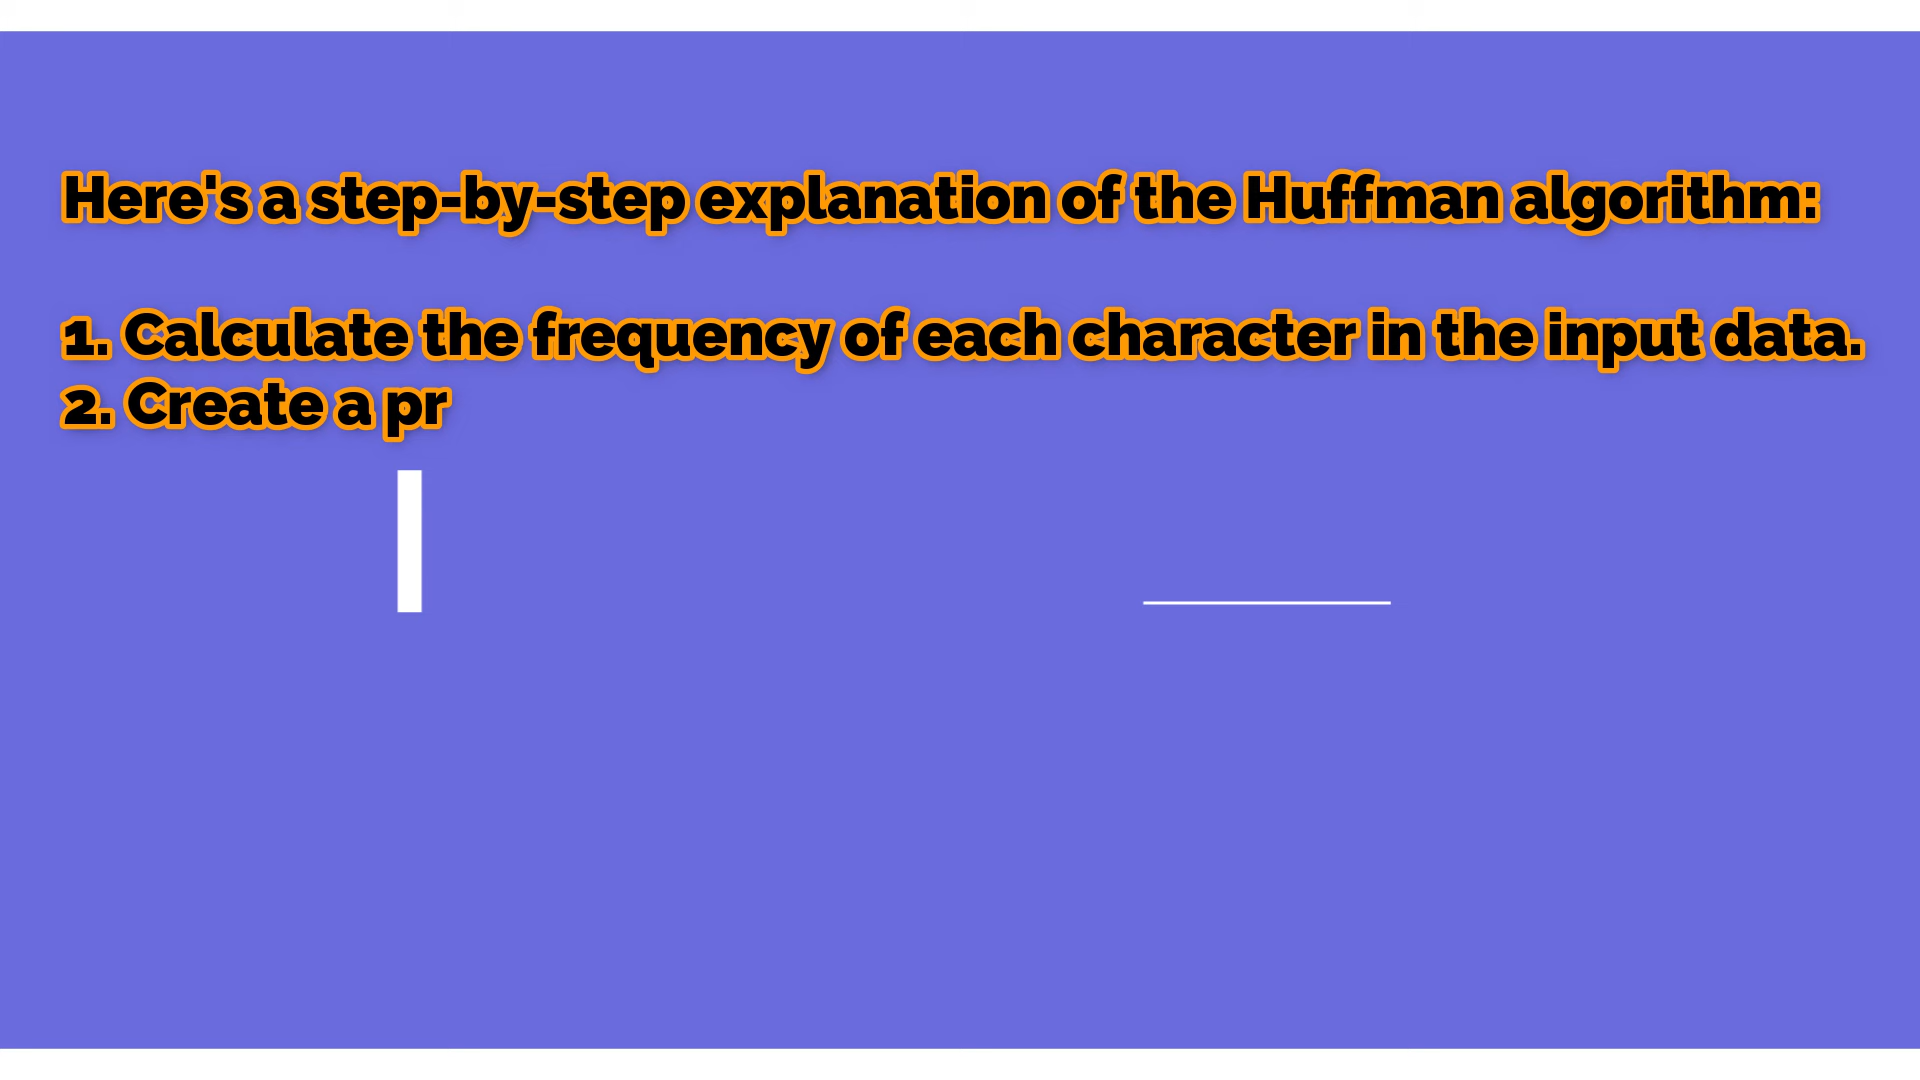 Here's a step-by-step explanation of the Huffman algorithm:
1. Calculate the frequency of each character in the input data.
2. Create a pr